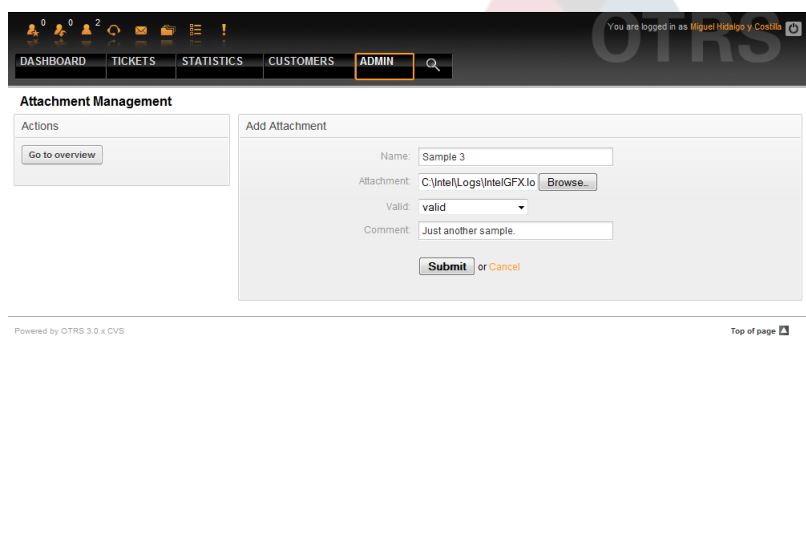 0 0 2
You are logged in as Miguel Hidalgo y Costilla
OTRS
DASHBOARD TICKETS STATISTICS CUSTOMERS ADMIN
Attachment Management
Actions
Go to overview
Add Attachment
Name: Sample 3
Attachment: C:\Intel\Logs\IntelGFX.lo Browse...
Valid: valid
Comment: Just another sample.
Submit or Cancel
Powered by OTRS 3.0.x CVS
Top of page